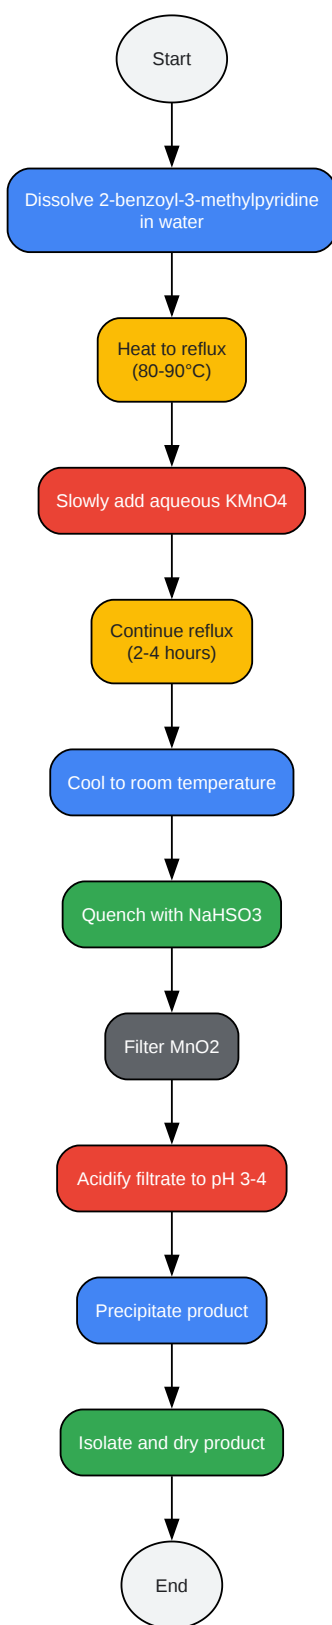 Start
Dissolve 2-benzoyl-3-methylpyridine
in water
Heat to reflux
(80-90°C)
Slowly add aqueous KMnO4
Continue reflux
(2-4 hours)
Cool to room temperature
Quench with NaHSO3
Filter MnO2
Acidify filtrate to pH 3-4
Precipitate product
Isolate and dry product
End